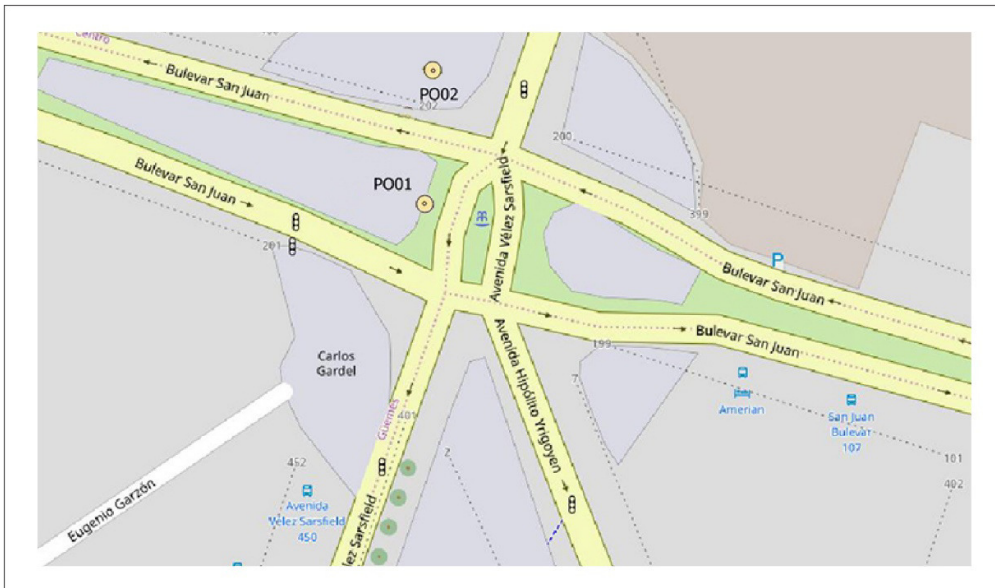 Centro
Bulevar San Juan
PO02
202
200
Bulevar San Juan
PO01
Avenida Vélez Sarsfield
399
P
201
Bulevar San Juan
Avenida Hipólito Yrigoyen
Bulevar San Juan
199
Carlos
Gardel
7
Amerian
San Juan
Bulevar
107
Güemes
401
2
101
402
452
Avenida
Vélez Sarsfield
450
Eugenio Garzón
lez Sarsfield